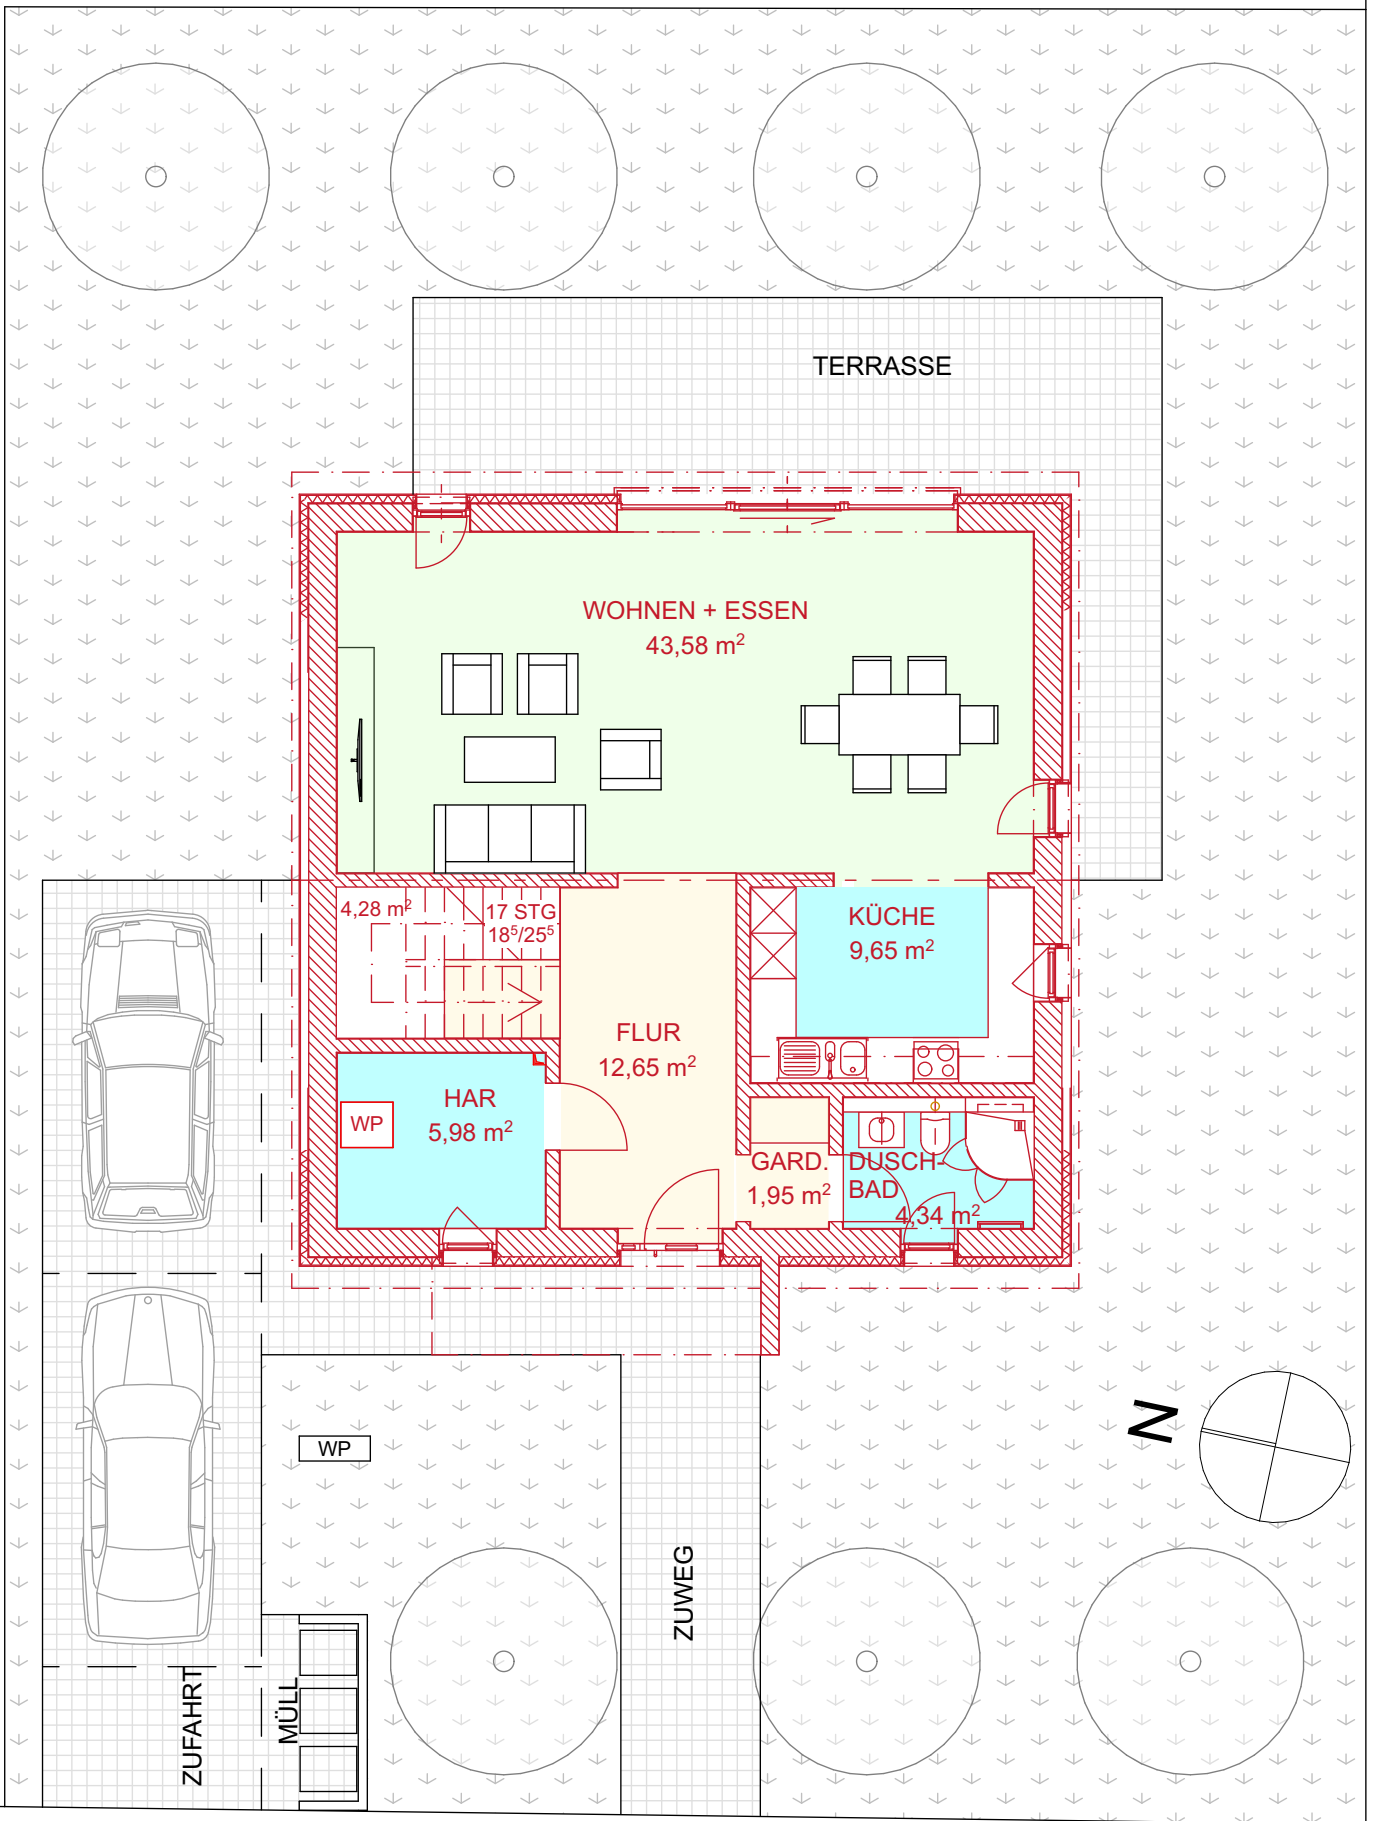 TERRASSE
WOHNEN + ESSEN
43,58 m²
4,28 m²
17 STG
18⁵/25⁵
KÜCHE
9,65 m²
FLUR
12,65 m²
HAR
5,98 m²
WP
GARD.
1,95 m²
DUSCH-
BAD
4,34 m²
N
WP
ZUWEG
ZUFAHRT
MÜLL